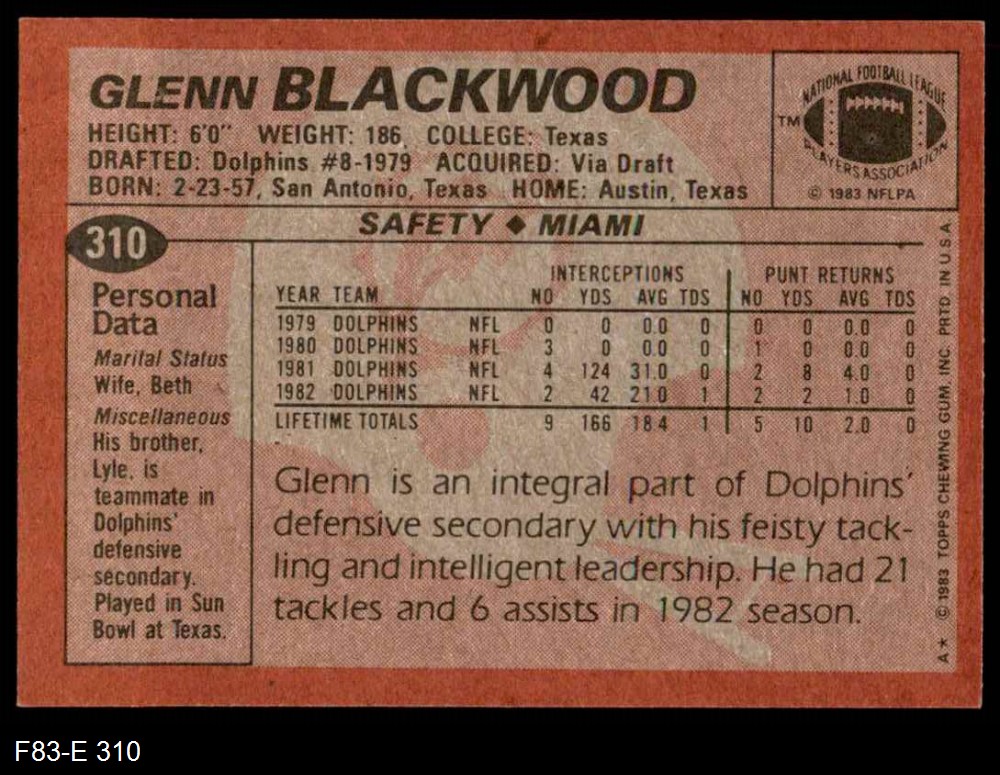 GLENN BLACKWOOD
HEIGHT: 6'0" WEIGHT: 186 COLLEGE: Texas
DRAFTED: Dolphins #8-1979 ACQUIRED: Via Draft
BORN: 2-23-57, San Antonio, Texas HOME: Austin, Texas
NATIONAL FOOTBALL LEAGUE
TM
PLAYERS ASSOCIATION
© 1983 NFLPA
310
SAFETY ◆ MIAMI
Personal
Data
Marital Status
Wife, Beth
Miscellaneous
His brother,
Lyle, is
teammate in
Dolphins'
defensive
secondary.
Played in Sun
Bowl at Texas.
INTERCEPTIONS PUNT RETURNS
YEAR TEAM NO YDS AVG TDS NO YDS AVG TDS
1979 DOLPHINS NFL 0 0 0.0 0 0 0 0.0 0
1980 DOLPHINS NFL 3 0 0.0 0 1 0 0.0 0
1981 DOLPHINS NFL 4 124 31.0 0 2 8 4.0 0
1982 DOLPHINS NFL 2 42 21.0 1 2 2 1.0 0
LIFETIME TOTALS 9 166 18.4 1 5 10 2.0 0
Glenn is an integral part of Dolphins'
defensive secondary with his feisty tack-
ling and intelligent leadership. He had 21
tackles and 6 assists in 1982 season.
A* © 1983 TOPPS CHEWING GUM, INC. PRTD. IN U.S.A.
F83-E 310